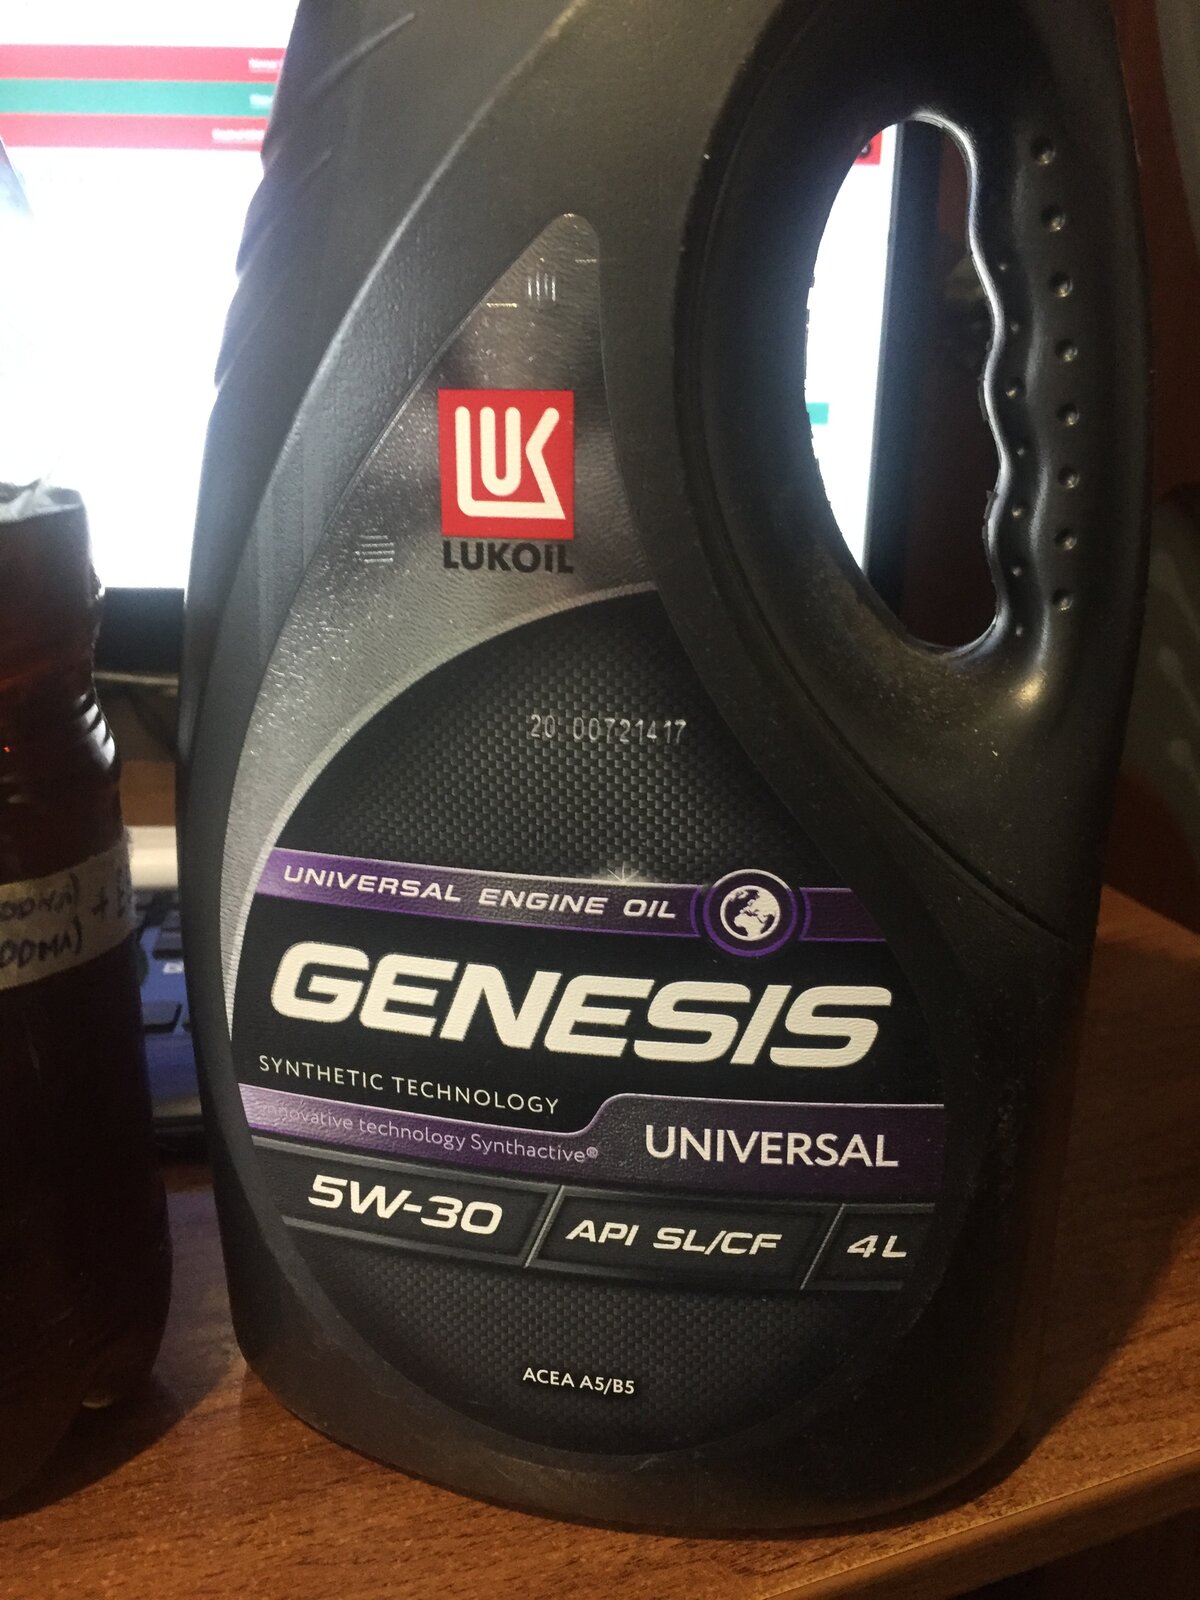 LUK
LUKOIL
20 00721417
UNIVERSAL ENGINE OIL
GENESIS
SYNTHETIC TECHNOLOGY
Innovative technology Synthactive®
UNIVERSAL
5W-30
API SL/CF
4L
ACEA A5/B5